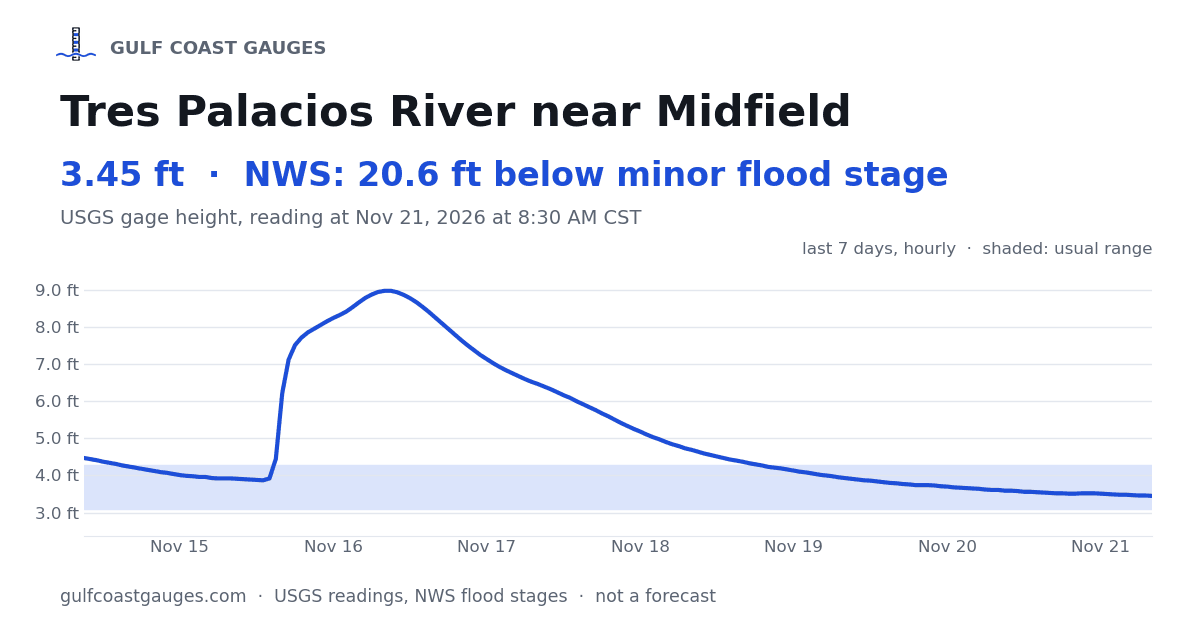 GULF COAST GAUGES
Tres Palacios River near Midfield
3.45 ft · NWS: 20.6 ft below minor flood stage
USGS gage height, reading at Nov 21, 2026 at 8:30 AM CST
last 7 days, hourly · shaded: usual range
9.0 ft
8.0 ft
7.0 ft
6.0 ft
5.0 ft
4.0 ft
3.0 ft
Nov 15 Nov 16 Nov 17 Nov 18 Nov 19 Nov 20 Nov 21
gulfcoastgauges.com · USGS readings, NWS flood stages · not a forecast